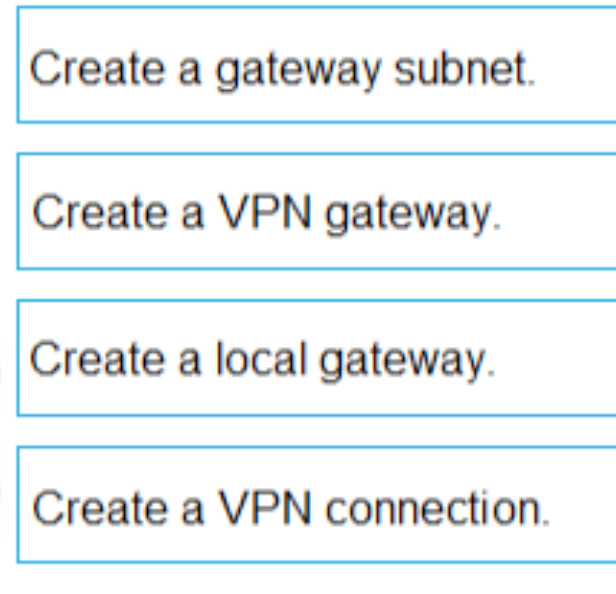 Create a gateway subnet.
Create a VPN gateway.
Create a local gateway.
Create a VPN connection.